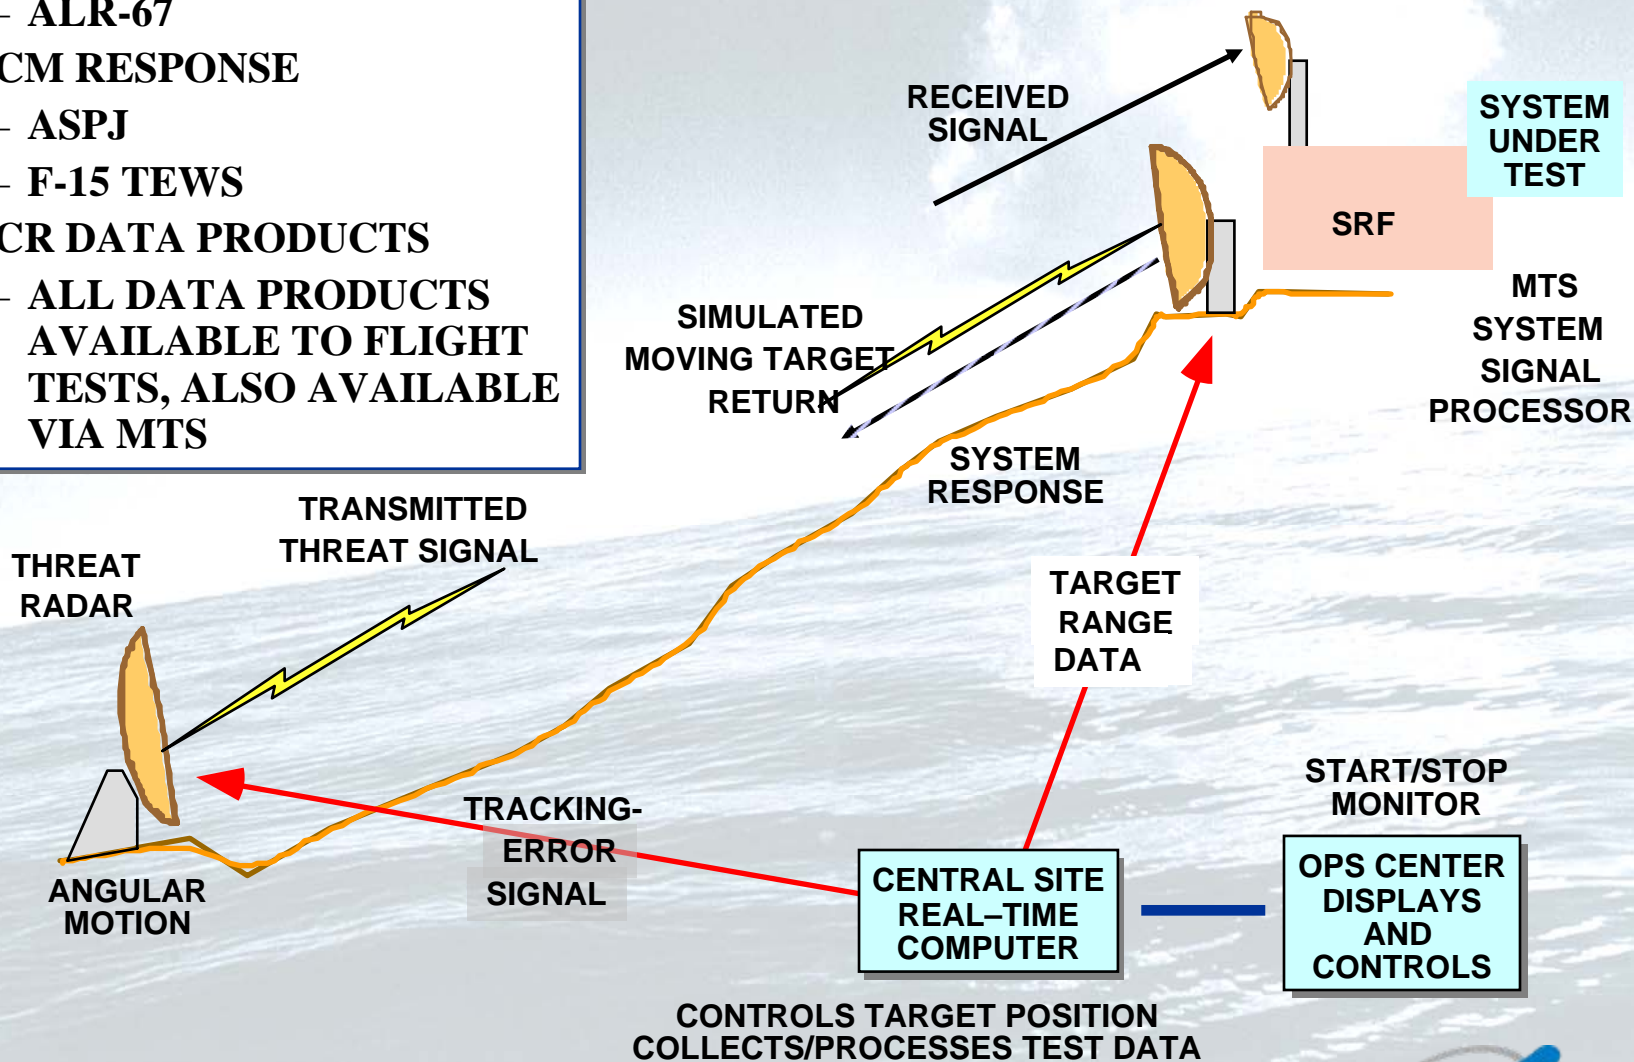 – ALR-67
CM RESPONSE
– ASPJ
– F-15 TEWS
CR DATA PRODUCTS
– ALL DATA PRODUCTS
AVAILABLE TO FLIGHT
TESTS, ALSO AVAILABLE
VIA MTS
RECEIVED
SIGNAL
SYSTEM
UNDER
TEST
SRF
MTS
SYSTEM
SIGNAL
PROCESSOR
SIMULATED
MOVING TARGET
RETURN
SYSTEM
RESPONSE
TRANSMITTED
THREAT SIGNAL
THREAT
RADAR
TARGET
RANGE
DATA
TRACKING-
ERROR
SIGNAL
ANGULAR
MOTION
START/STOP
MONITOR
CENTRAL SITE
REAL–TIME
COMPUTER
OPS CENTER
DISPLAYS
AND
CONTROLS
CONTROLS TARGET POSITION
COLLECTS/PROCESSES TEST DATA